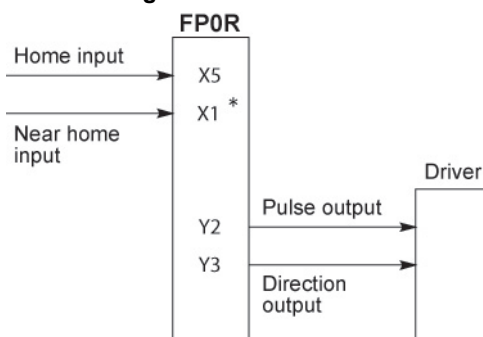 FP0R
Home input
X5
X1 *
Near home
input
Driver
Pulse output
Y2
Y3
Direction
output